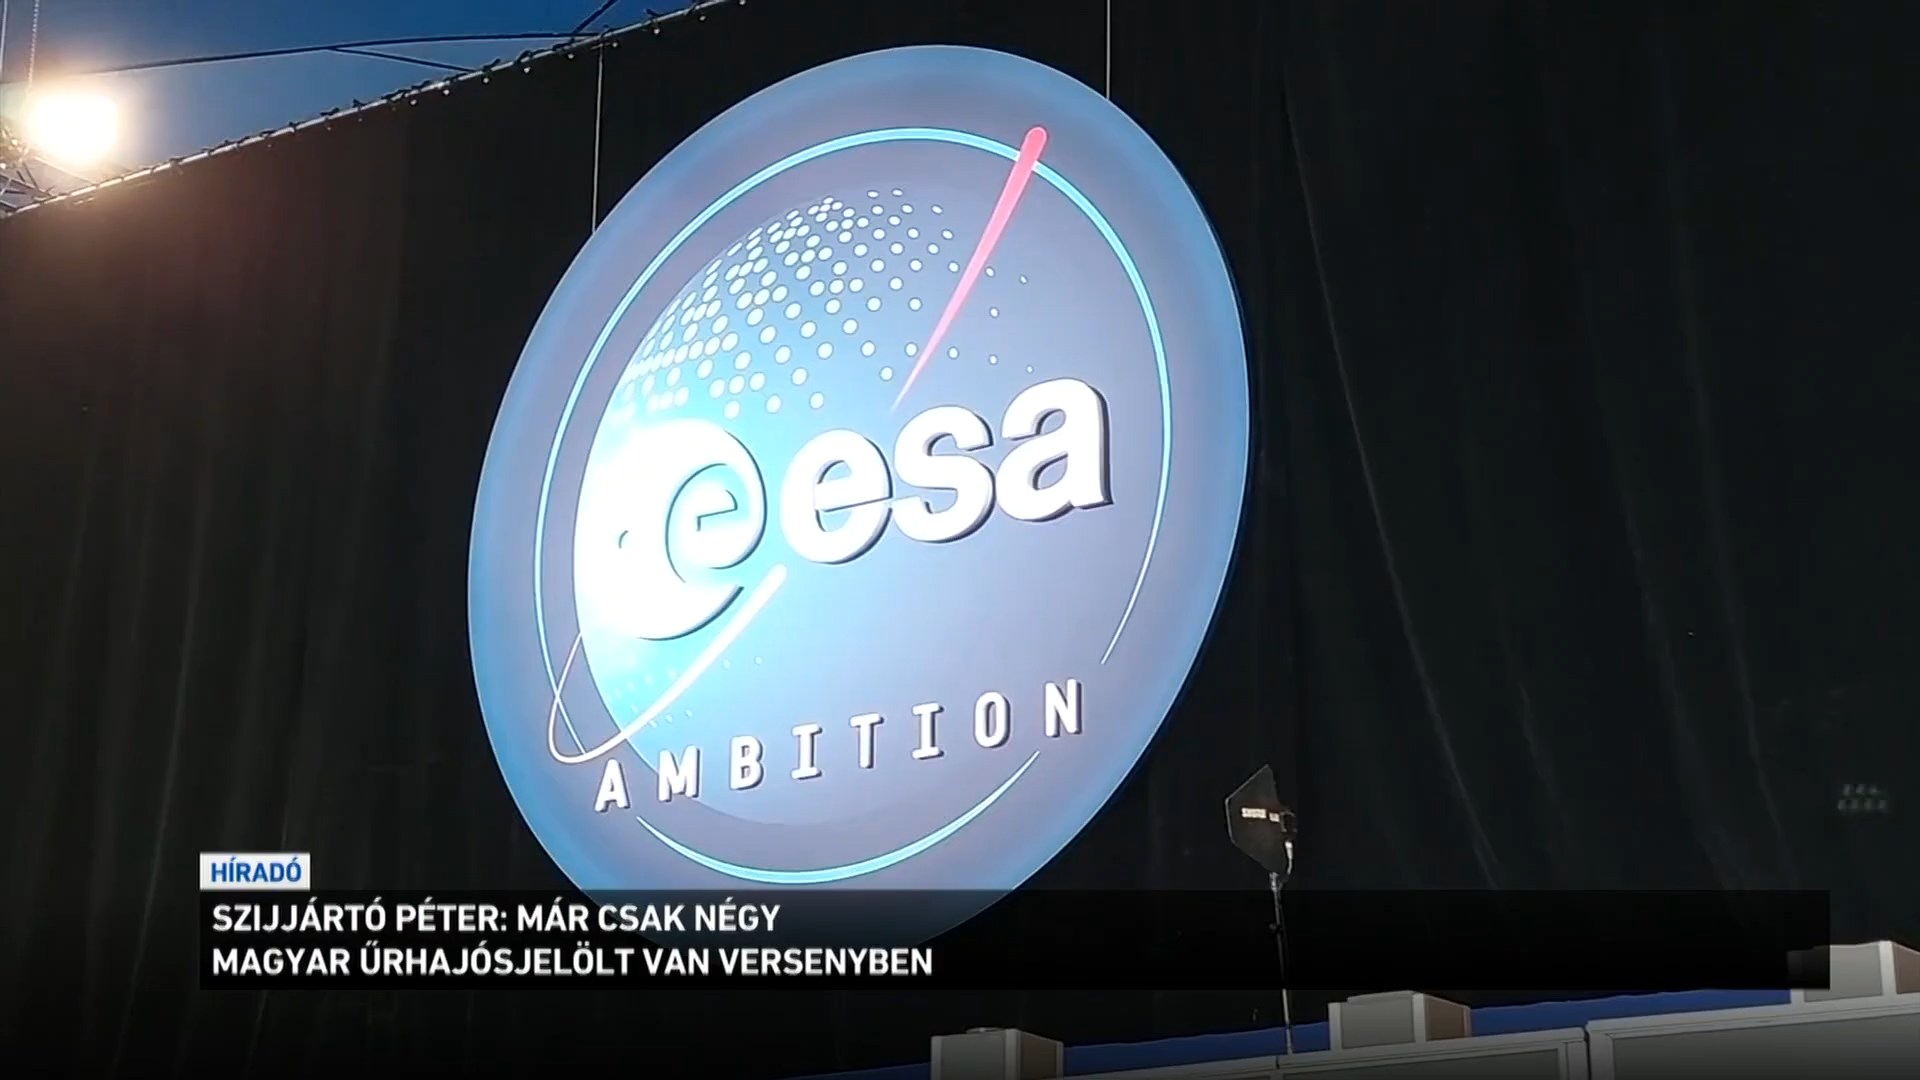 esa
AMBITION
HÍRADÓ
SZIJJÁRTÓ PÉTER: MÁR CSAK NÉGY
MAGYAR ŰRHAJÓSJELÖLT VAN VERSENYBEN